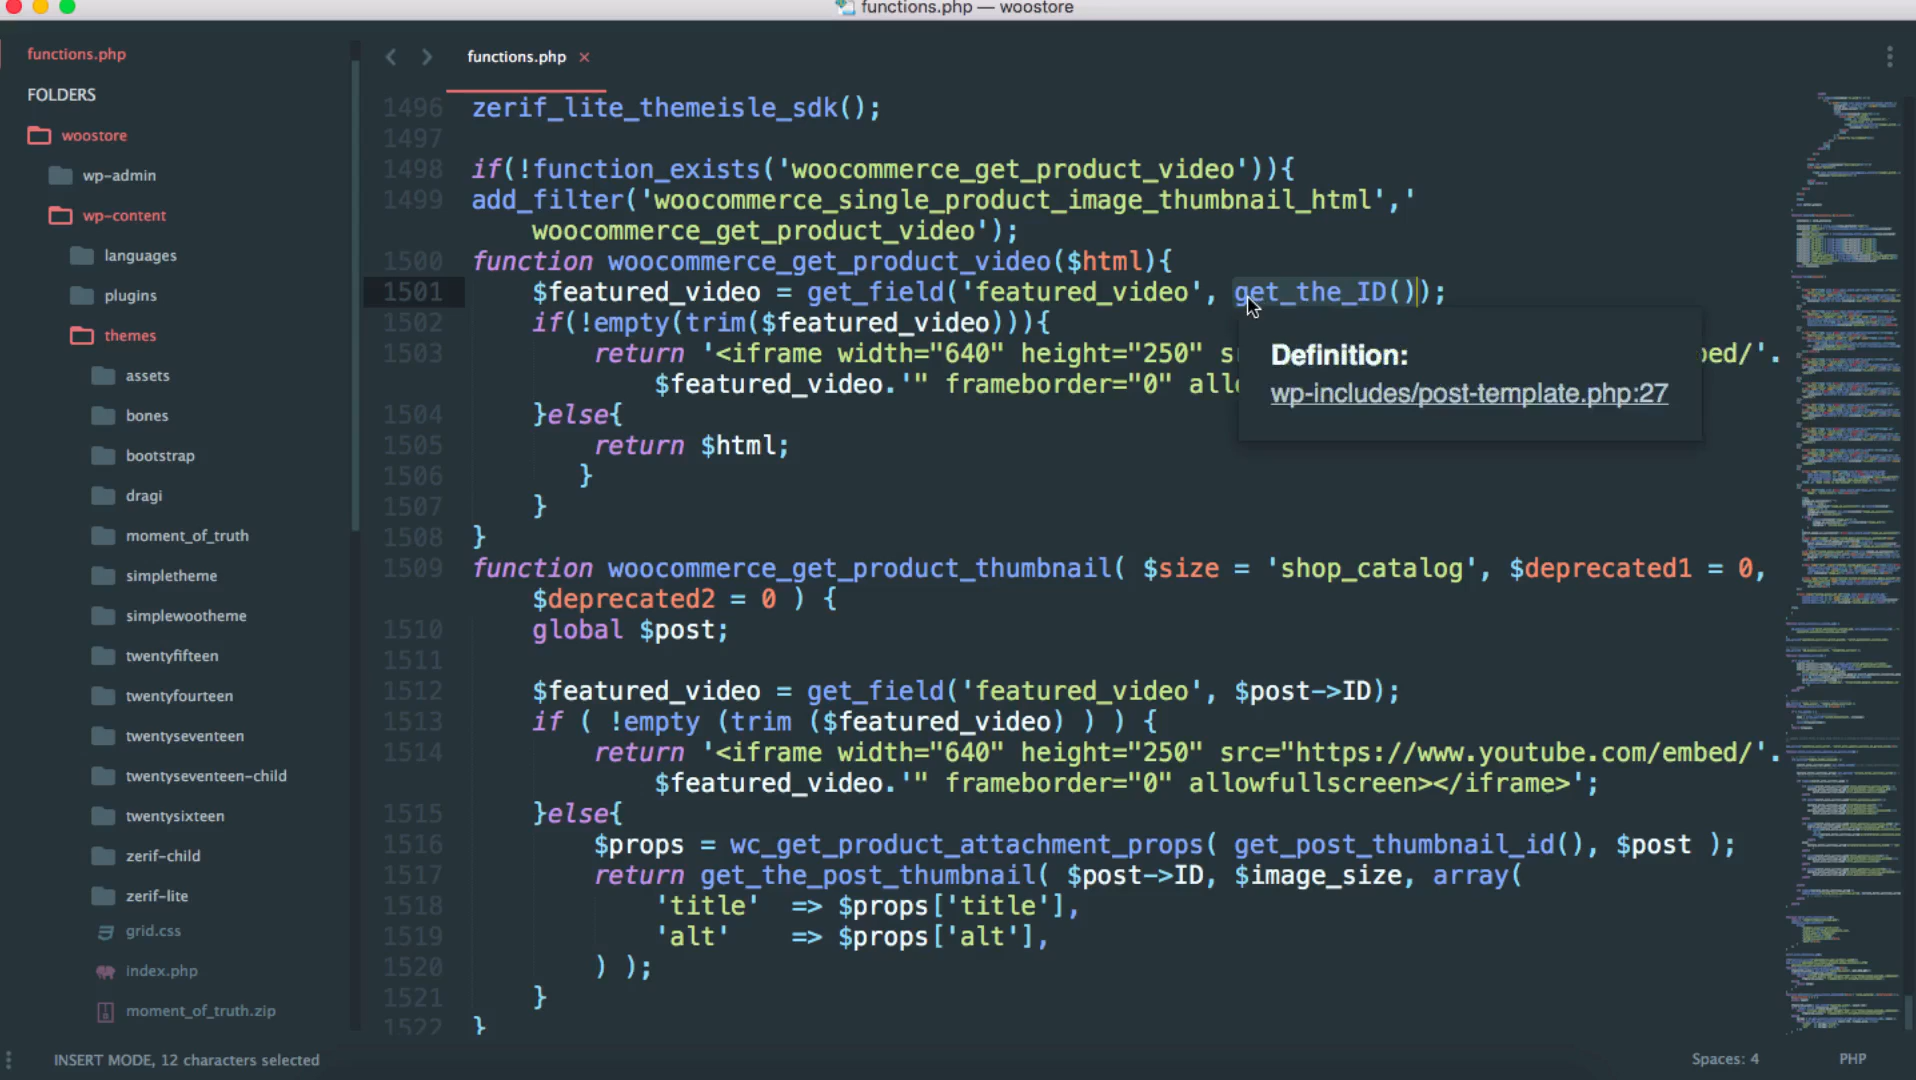 functions.php — woostore
functions.php
FOLDERS
woostore
wp-admin
wp-content
languages
plugins
themes
assets
bones
bootstrap
dragi
moment_of_truth
simpletheme
simplewootheme
twentyfifteen
twentyfourteen
twentyseventeen
twentyseventeen-child
twentysixteen
zerif-child
zerif-lite
grid.css
index.php
moment_of_truth.zip
functions.php ×
1496 zerif_lite_themeisle_sdk();
1497
1498 if(!function_exists('woocommerce_get_product_video')){
1499 add_filter('woocommerce_single_product_image_thumbnail_html','
woocommerce_get_product_video');
1500 function woocommerce_get_product_video($html){
1501 $featured_video = get_field('featured_video', get_the_ID());
1502 if(!empty(trim($featured_video))){
1503 return '<iframe width="640" height="250" s bed/'.
$featured_video.'" frameborder="0"
Definition:
wp-includes/post-template.php:27
1504 }else{
1505 return $html;
1506 }
1507 }
1508 }
1509 function woocommerce_get_product_thumbnail( $size = 'shop_catalog', $deprecated1 = 0,
$deprecated2 = 0 ) {
1510 global $post;
1511
1512 $featured_video = get_field('featured_video', $post->ID);
1513 if ( !empty (trim ($featured_video) ) ) {
1514 return '<iframe width="640" height="250" src="https://www.youtube.com/embed/'.
$featured_video.'" frameborder="0" allowfullscreen></iframe>';
1515 }else{
1516 $props = wc_get_product_attachment_props( get_post_thumbnail_id(), $post );
1517 return get_the_post_thumbnail( $post->ID, $image_size, array(
1518 'title' => $props['title'],
1519 'alt' => $props['alt'],
1520 ) );
1521 }
1522 }
INSERT MODE, 12 characters selected
Spaces: 4
PHP